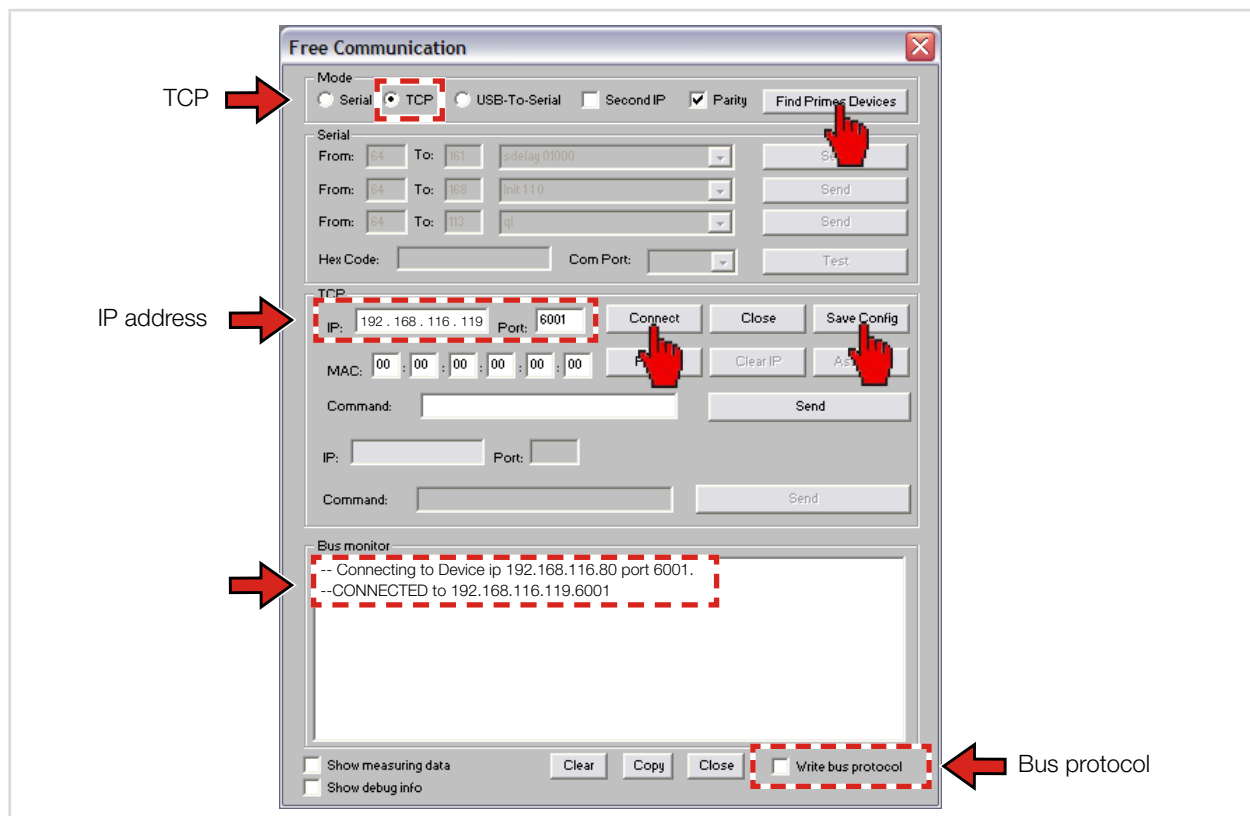 Free Communication
Mode
TCP
Serial TCP USB-To-Serial Second IP Parity Find Primes Devices
Serial
From: 64 To: 161 sdelay 01000
From: 64 To: 168 Init 1 1 0 Send
From: 64 To: 113 ql Send
Hex Code: Com Port: Test
TCP
IP address
IP: 192 . 168 . 116 . 119 Port: 6001 Connect Close Save Config
MAC: 00 : 00 : 00 : 00 : 00 : 00 Clear IP
Command: Send
IP: Port:
Command: Send
Bus monitor
-- Connecting to Device ip 192.168.116.80 port 6001.
--CONNECTED to 192.168.116.119.6001
Show measuring data Clear Copy Close Write bus protocol
Bus protocol
Show debug info